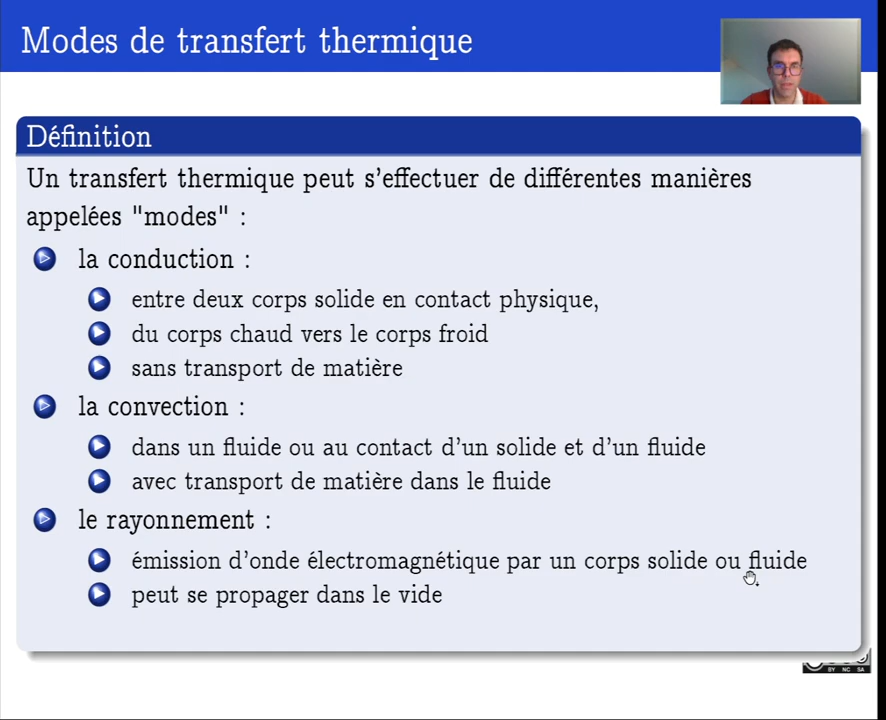 Modes de transfert thermique
Définition
Un transfert thermique peut s'effectuer de différentes manières
appelées "modes" :
la conduction :
entre deux corps solide en contact physique,
du corps chaud vers le corps froid
sans transport de matière
la convection :
dans un fluide ou au contact d'un solide et d'un fluide
avec transport de matière dans le fluide
le rayonnement :
émission d'onde électromagnétique par un corps solide ou fluide
peut se propager dans le vide
BY NC SA